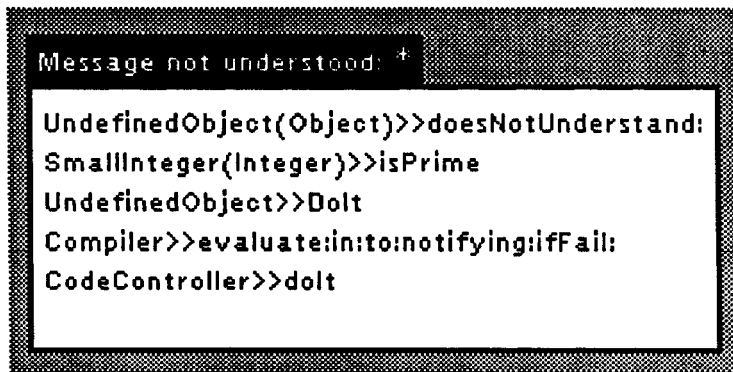 Message not understood: *
UndefinedObject(Object)>>doesNotUnderstand:
SmallInteger(Integer)>>isPrime
UndefinedObject>>DoIt
Compiler>>evaluate:in:to:notifying:ifFail:
CodeController>>doIt